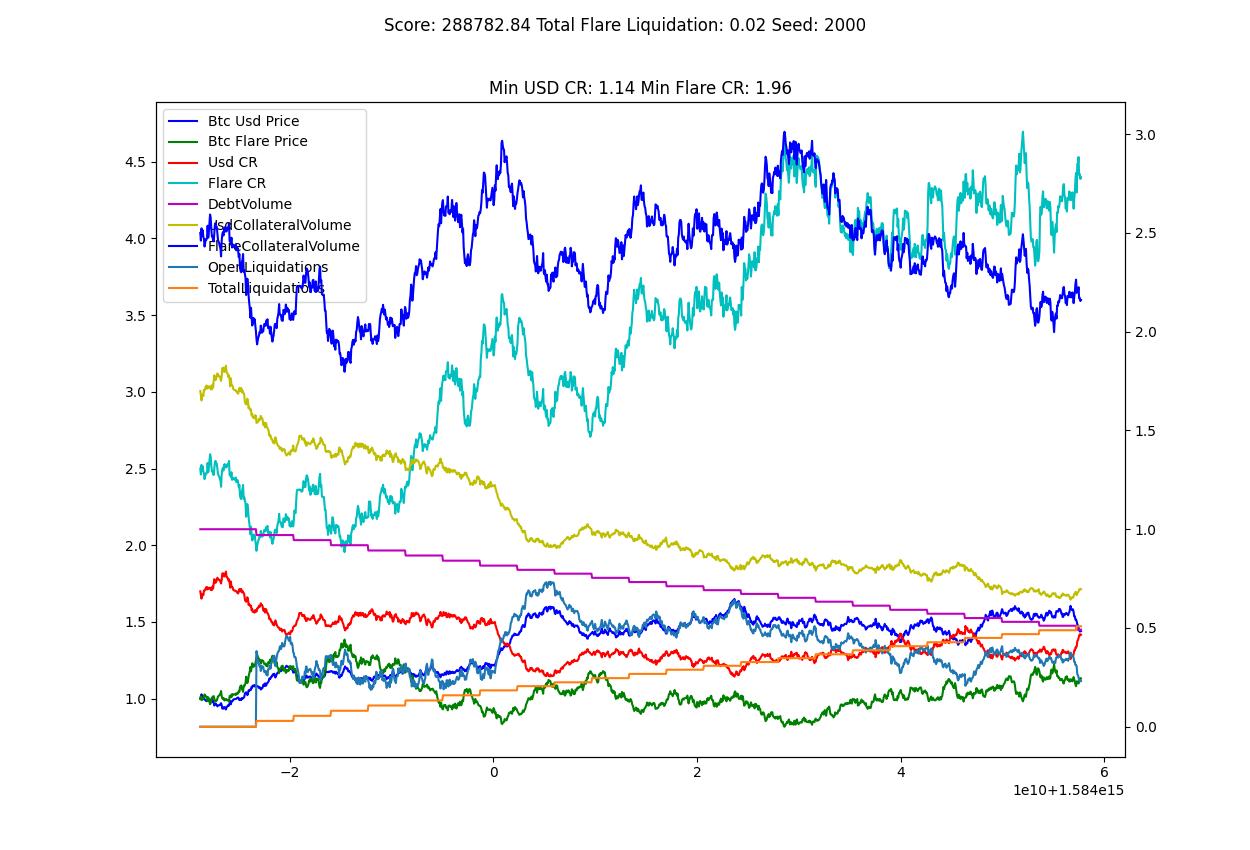 Score: 288782.84 Total Flare Liquidation: 0.02 Seed: 2000
Min USD CR: 1.14 Min Flare CR: 1.96
Btc Usd Price
Btc Flare Price
Usd CR
Flare CR
DebtVolume
UsdCollateralVolume
FlareCollateralVolume
OpenLiquidations
TotalLiquidations
4.5
4.0
3.5
3.0
2.5
2.0
1.5
1.0
3.0
2.5
2.0
1.5
1.0
0.5
0.0
−2
0
2
4
6
1e10+1.584e15